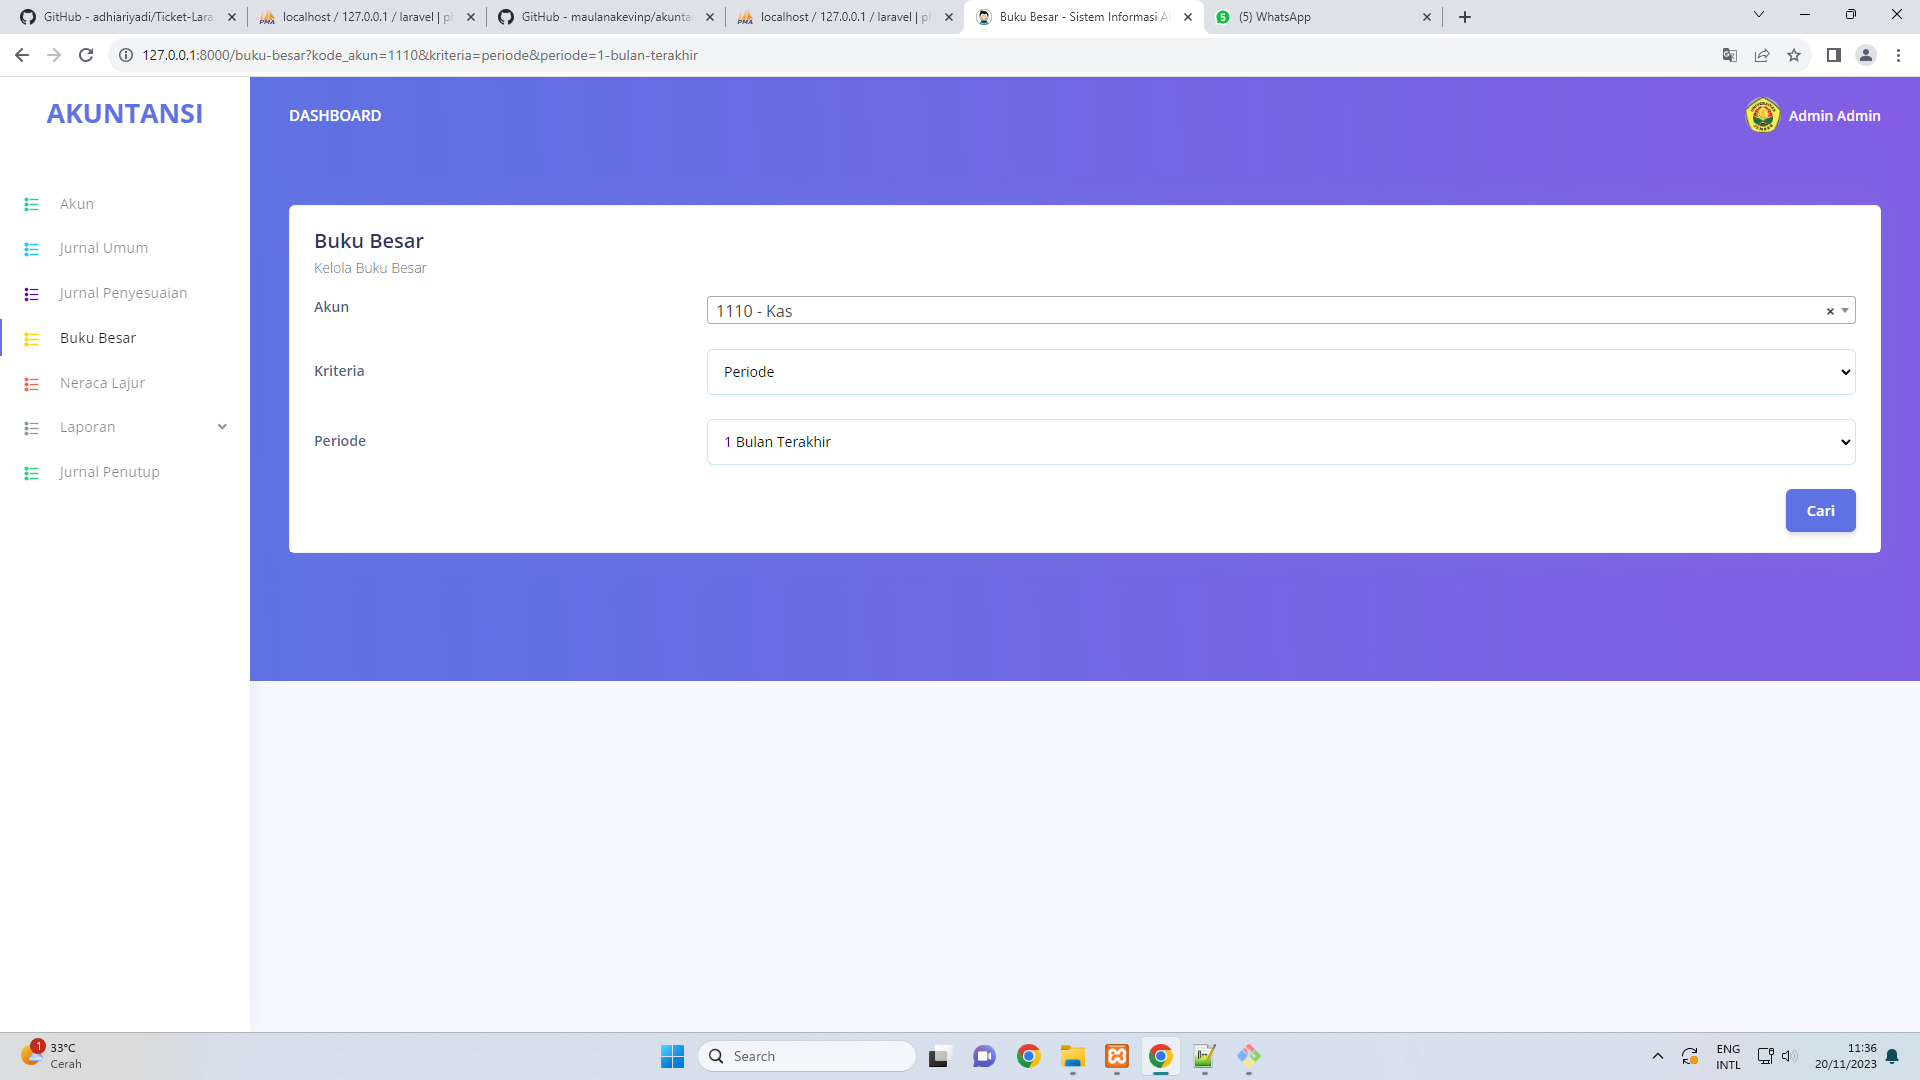 GitHub - adhiariyadi/Ticket-Lara
localhost / 127.0.0.1 / laravel | ph
GitHub - maulanakevinp/akunta
localhost / 127.0.0.1 / laravel | ph
Buku Besar - Sistem Informasi A
(5) WhatsApp
127.0.0.1:8000/buku-besar?kode_akun=1110&kriteria=periode&periode=1-bulan-terakhir
AKUNTANSI
DASHBOARD
Admin Admin
Akun
Jurnal Umum
Jurnal Penyesuaian
Buku Besar
Neraca Lajur
Laporan
Jurnal Penutup
Buku Besar
Kelola Buku Besar
Akun
1110 - Kas
Kriteria
Periode
Periode
1 Bulan Terakhir
Cari
1
33°C
Cerah
Search
ENG
INTL
11:36
20/11/2023